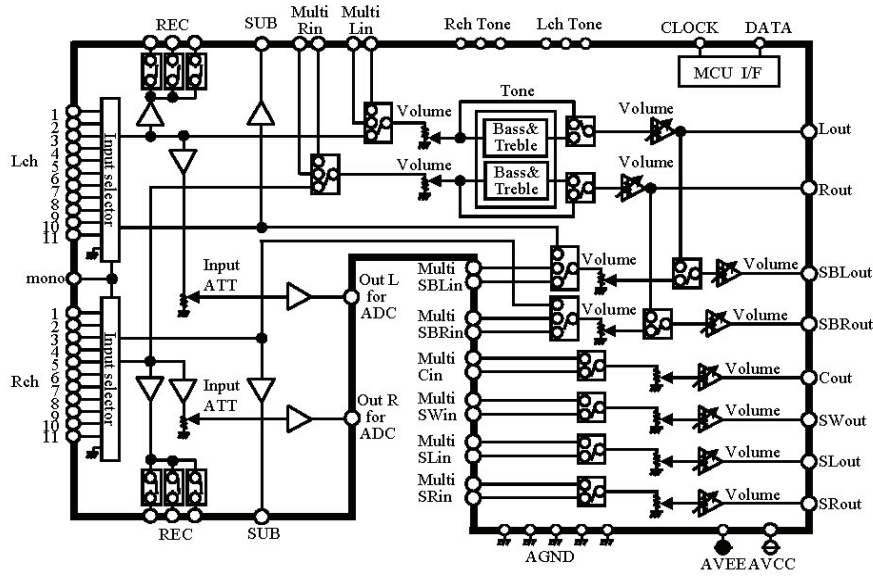 REC
SUB
Multi
Rin
Multi
Lin
Rch Tone
Lch Tone
CLOCK
DATA
MCU I/F
Lch
1
2
3
4
5
6
7
8
9
10
11
Input selector
Volume
Tone
Bass&
Treble
Volume
Lout
Volume
Bass&
Treble
Volume
Rout
mono
Input
ATT
Out L
for
ADC
Multi
SBLin
Volume
Volume
SBLout
Multi
SBRin
Volume
Volume
SBRout
Rch
1
2
3
4
5
6
7
8
9
10
11
Input selector
Input
ATT
Out R
for
ADC
Multi
Cin
Volume
Cout
Multi
SWin
Volume
SWout
Multi
SLin
Volume
SLout
Multi
SRin
Volume
SRout
REC
SUB
AGND
AVEE
AVCC